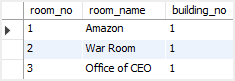 room_no room_name building_no
1 Amazon 1
2 War Room 1
3 Office of CEO 1